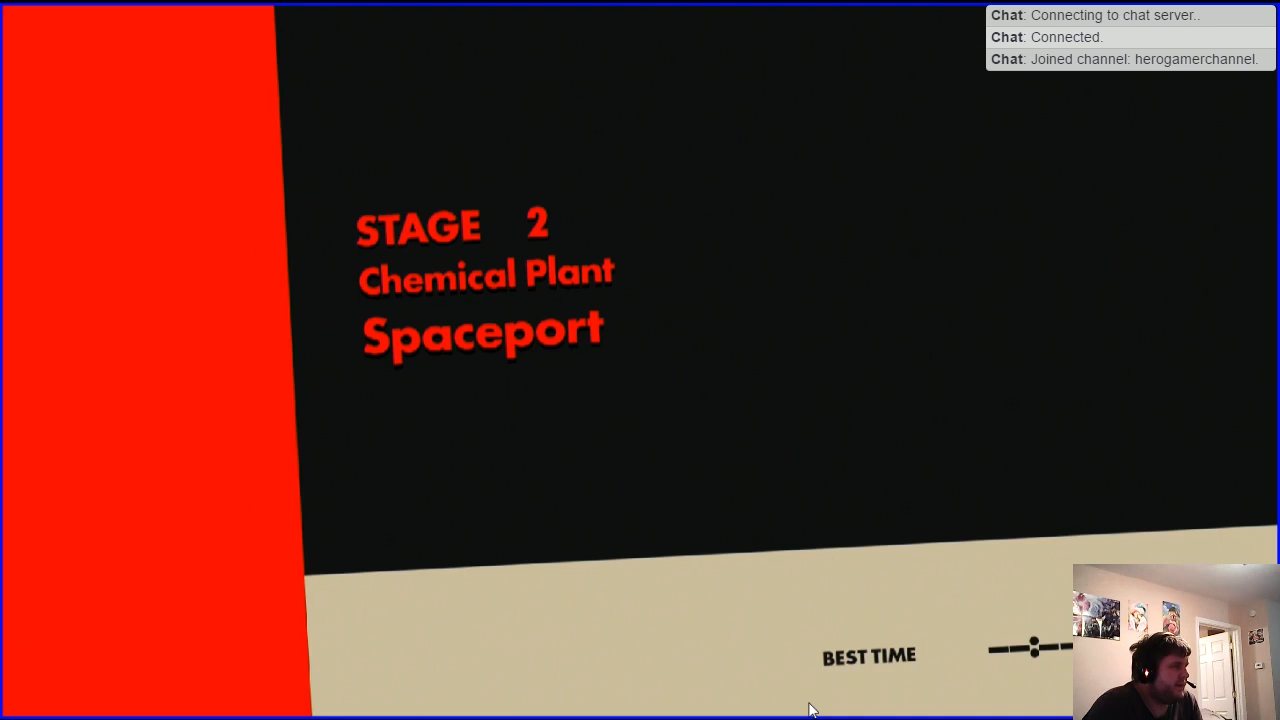 Chat: Connecting to chat server..
Chat: Connected.
Chat: Joined channel: herogamerchannel.
STAGE 2
Chemical Plant
Spaceport
BEST TIME